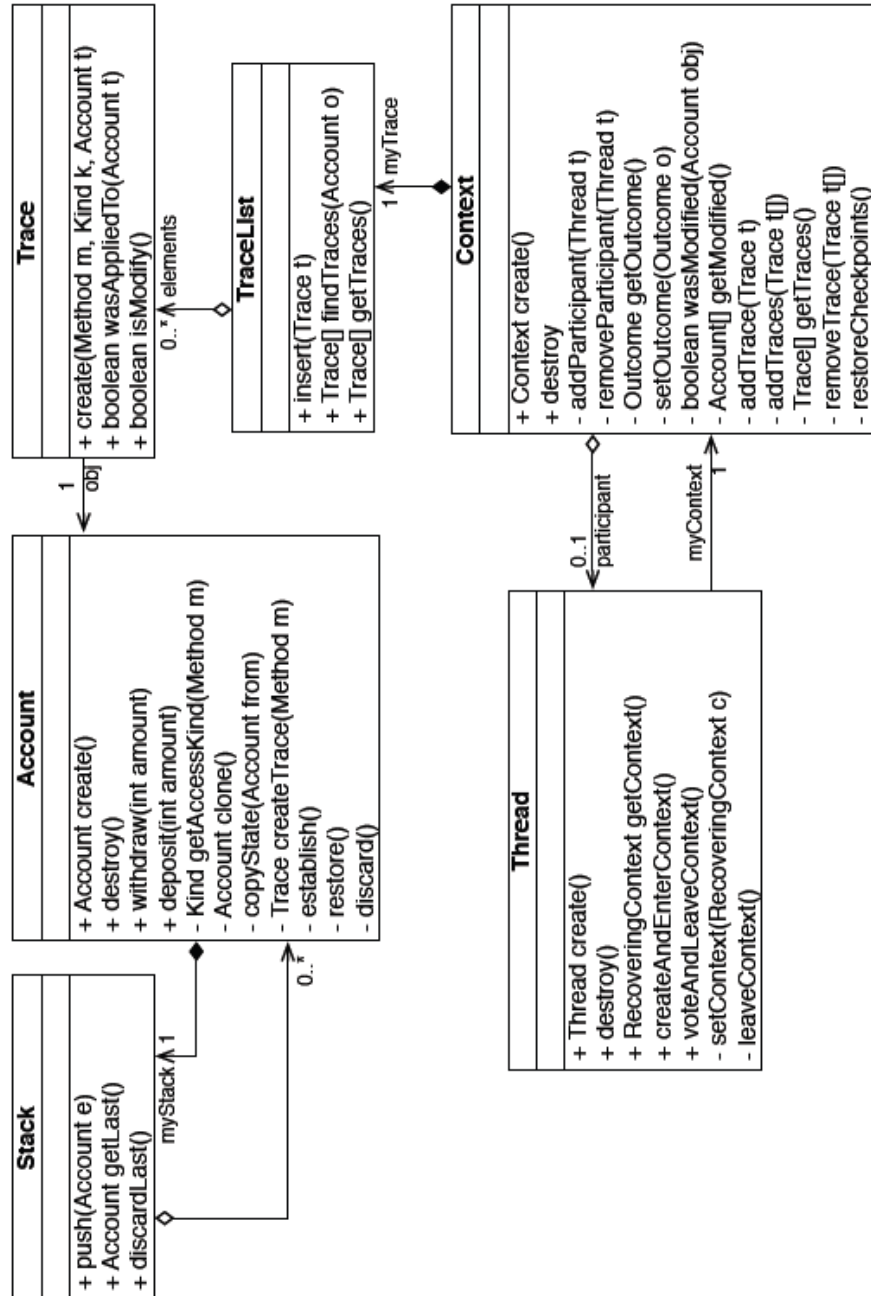 Stack
+ push(Account e)
+ Account getLast()
+ discardLast()
myStack
1
0..*
Account
+ Account create()
+ destroy()
+ withdraw(int amount)
+ deposit(int amount)
- Kind getAccessKind(Method m)
- Account clone()
- copyState(Account from)
- Trace createTrace(Method m)
- establish()
- restore()
- discard()
1
obj
Trace
+ create(Method m, Kind k, Account t)
+ boolean wasAppliedTo(Account t)
+ boolean isModify()
0..*
elements
TraceList
+ insert(Trace t)
+ Trace[] findTraces(Account o)
+ Trace[] getTraces()
1
myTrace
Thread
+ Thread create()
+ destroy()
+ RecoveringContext getContext()
+ createAndEnterContext()
+ voteAndLeaveContext()
- setContext(RecoveringContext c)
- leaveContext()
0..1
participant
myContext
1
Context
+ Context create()
+ destroy
- addParticipant(Thread t)
- removeParticipant(Thread t)
- Outcome getOutcome()
- setOutcome(Outcome o)
- boolean wasModified(Account obj)
- Account[] getModified()
- addTrace(Trace t)
- addTraces(Trace t[])
- Trace[] getTraces()
- removeTrace(Trace t[])
- restoreCheckpoints()